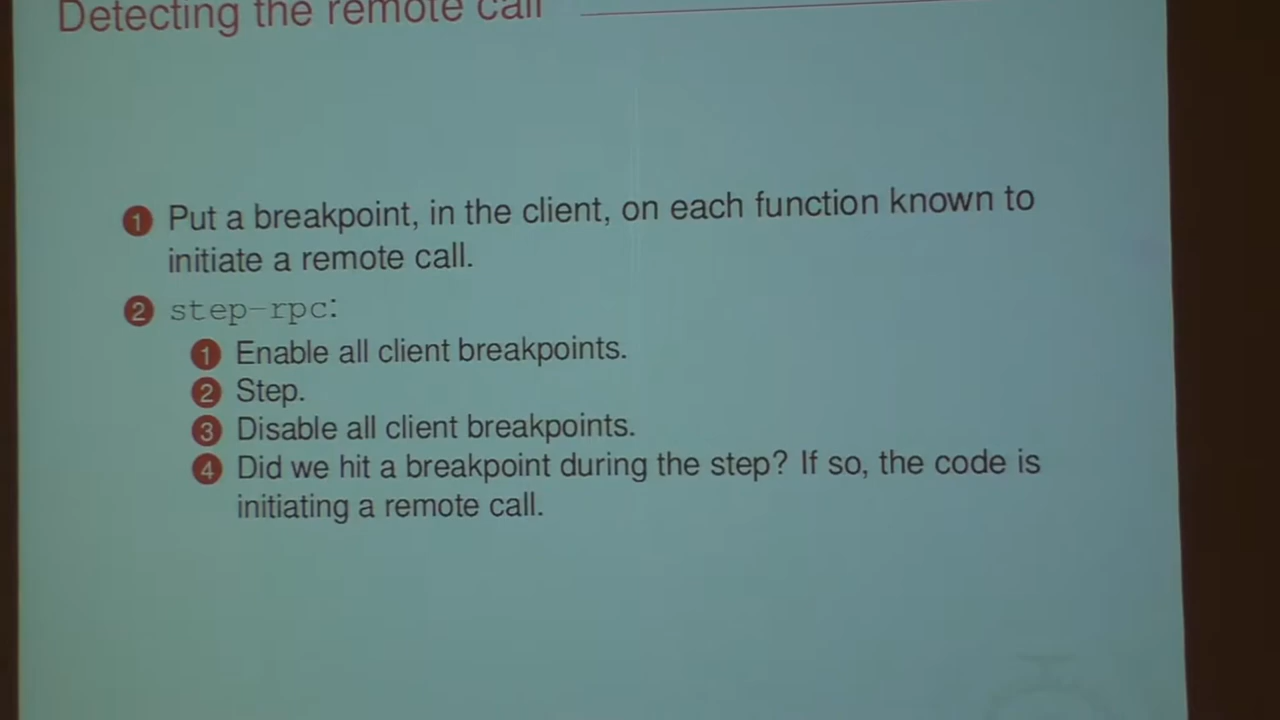 Detecting the remote call
1 Put a breakpoint, in the client, on each function known to
initiate a remote call.
2 step-rpc:
1 Enable all client breakpoints.
2 Step.
3 Disable all client breakpoints.
4 Did we hit a breakpoint during the step? If so, the code is
initiating a remote call.